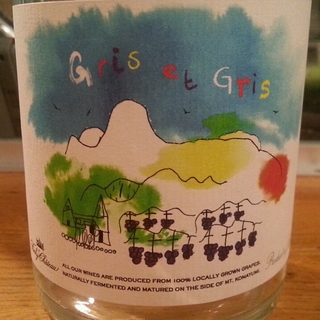 Gris et Gris
ALL OUR WINES ARE PRODUCED FROM 100% LOCALLY GROWN GRAPES.
NATURALLY FERMENTED AND MATURED ON THE SIDE OF MT. KOMAYUMI.